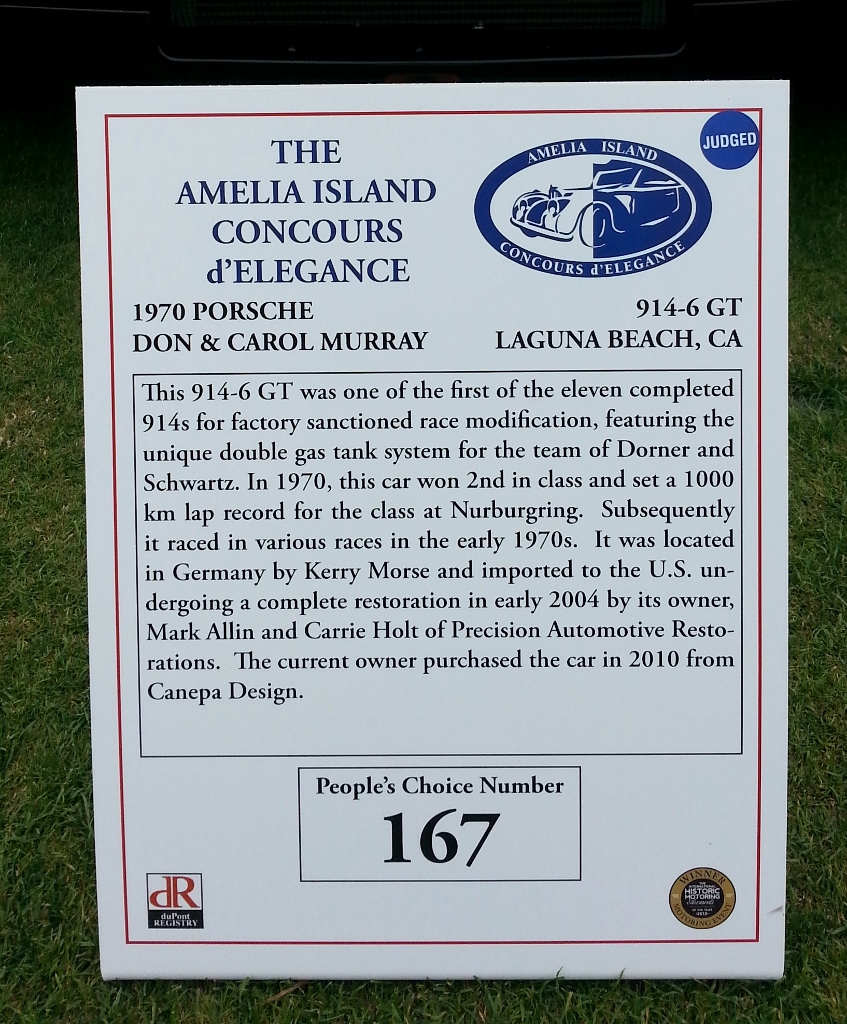 THE
AMELIA ISLAND
CONCOURS
d'ELEGANCE
AMELIA ISLAND
CONCOURS d'ELEGANCE
JUDGED
1970 PORSCHE 914-6 GT
DON & CAROL MURRAY LAGUNA BEACH, CA
This 914-6 GT was one of the first of the eleven completed
914s for factory sanctioned race modification, featuring the
unique double gas tank system for the team of Dorner and
Schwartz. In 1970, this car won 2nd in class and set a 1000
km lap record for the class at Nurburgring. Subsequently
it raced in various races in the early 1970s. It was located
in Germany by Kerry Morse and imported to the U.S. un-
dergoing a complete restoration in early 2004 by its owner,
Mark Allin and Carrie Holt of Precision Automotive Resto-
rations. The current owner purchased the car in 2010 from
Canepa Design.
People's Choice Number
167
dR
duPont
REGISTRY
WINNER
THE
INTERNATIONAL
HISTORIC
MOTORING
Awards
MOTORING EVENT